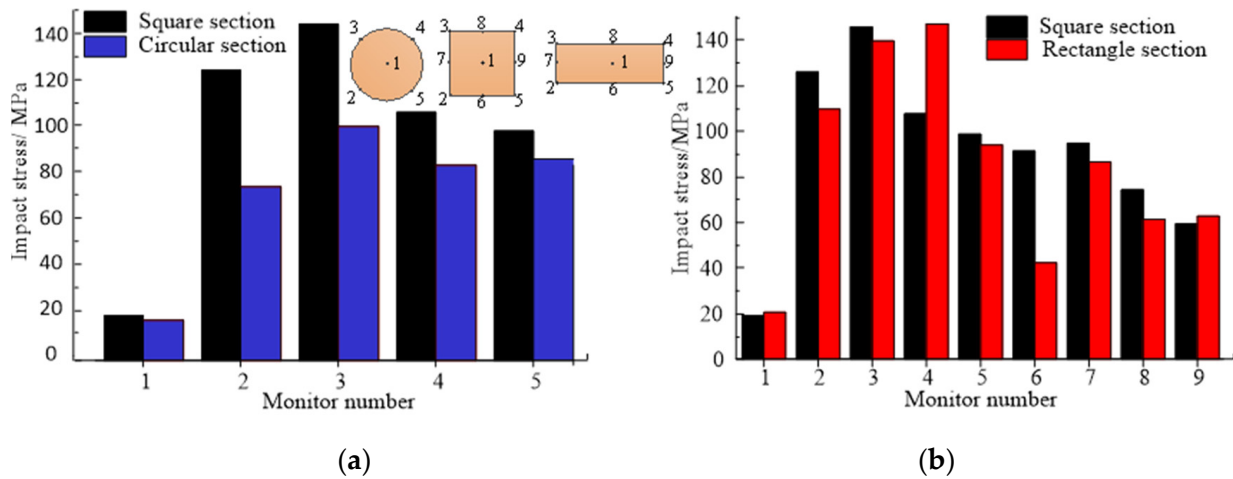 Square section
Circular section
Impact stress/ MPa
140
120
100
80
60
40
20
0
3 4 1 2 5
3 8 4 7 1 9 2 6 5
3 8 4 7 1 9 2 6 5
1 2 3 4 5
Monitor number
(a)
Square section
Rectangle section
Impact stress/MPa
140
120
100
80
60
40
20
0
1 2 3 4 5 6 7 8 9
Monitor number
(b)